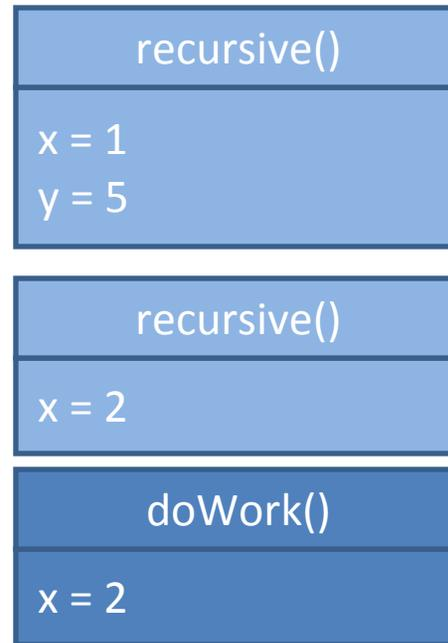 recursive()
x = 1
y = 5
recursive()
x = 2
doWork()
x = 2